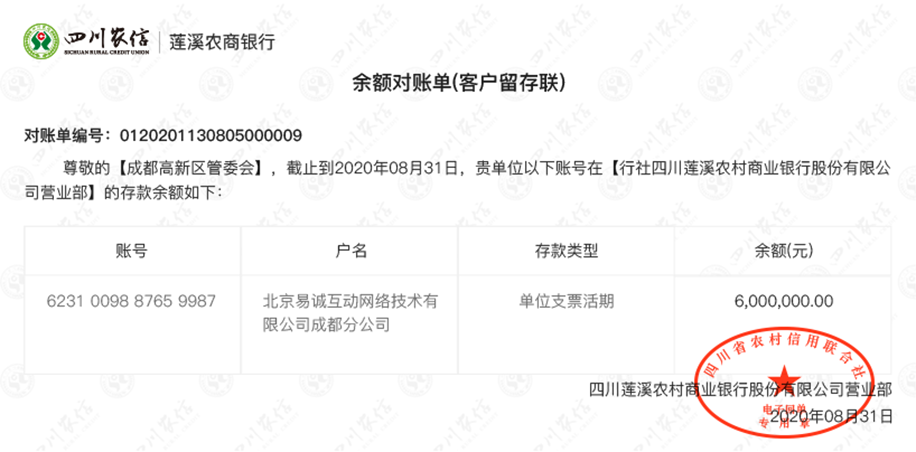 四川农信 莲溪农商银行
SICHUAN RURAL CREDIT UNION
余额对账单(客户留存联)
对账单编号：0120201130805000009
尊敬的【成都高新区管委会】，截止到2020年08月31日，贵单位以下账号在【行社四川莲溪农村商业银行股份有限公
司营业部】的存款余额如下：
账号 户名 存款类型 余额(元)
6231 0098 8765 9987 北京易诚互动网络技术有 单位支票活期 6,000,000.00
限公司成都分公司
四川省农村信用联合社
四川莲溪农村商业银行股份有限公司营业部
电子回单
2020年08月31日
专用章